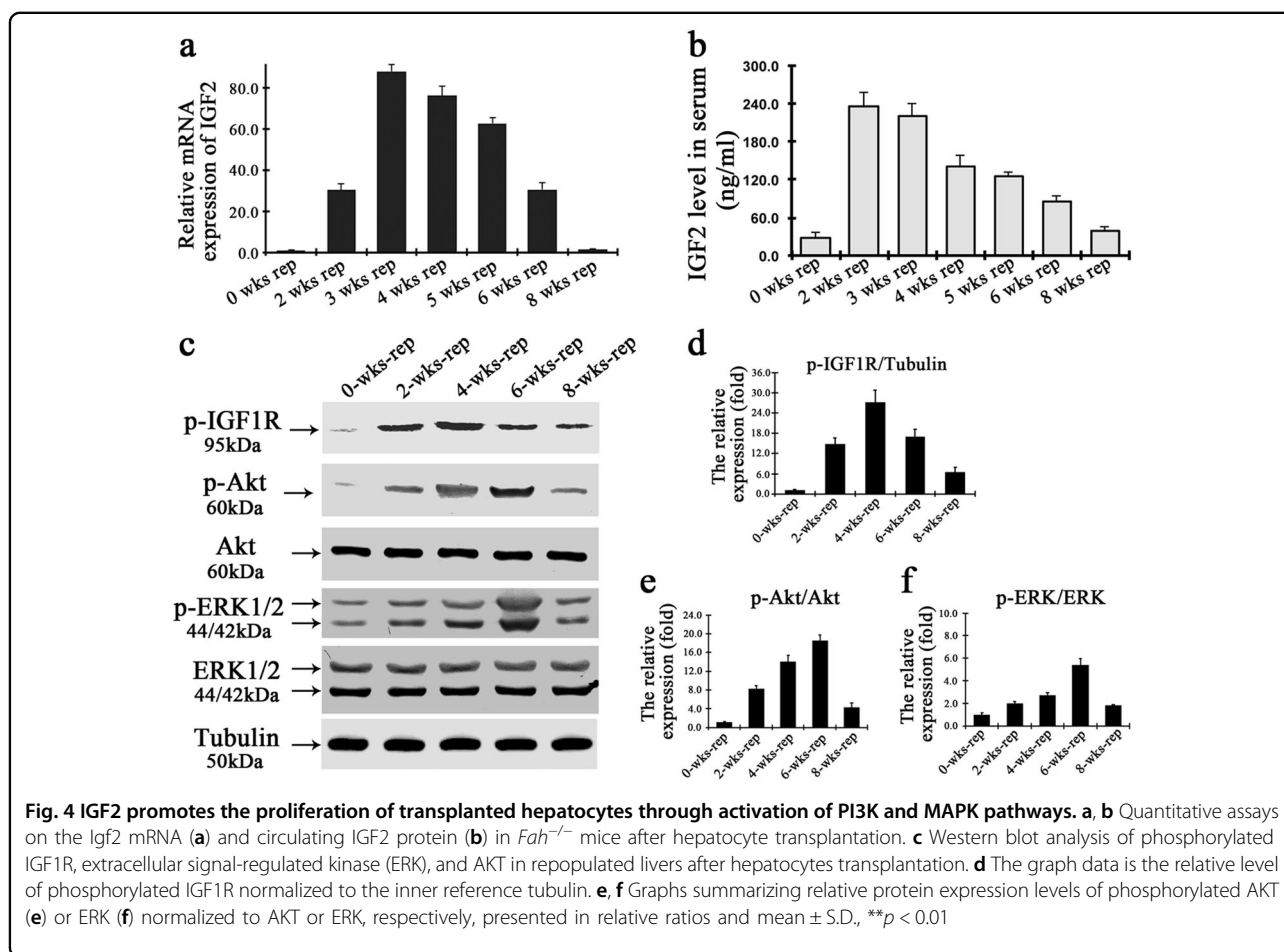 a
Relative mRNA
expression of IGF2
80.0
60.0
40.0
20.0
0.0
0 wks rep
2 wks rep
3 wks rep
4 wks rep
5 wks rep
6 wks rep
8 wks rep
b
IGF2 level in serum
(ng/ml)
300.0
240.0
180.0
120.0
60.0
0.0
0 wks rep
2 wks rep
3 wks rep
4 wks rep
5 wks rep
6 wks rep
8 wks rep
c
0-wks-rep
2-wks-rep
4-wks-rep
6-wks-rep
8-wks-rep
p-IGF1R
95kDa
p-Akt
60kDa
Akt
60kDa
p-ERK1/2
44/42kDa
ERK1/2
44/42kDa
Tubulin
50kDa
d
p-IGF1R/Tubulin
The relative
expression (fold)
36.0
30.0
24.0
18.0
12.0
6.0
0.0
0-wks-rep
2-wks-rep
4-wks-rep
6-wks-rep
8-wks-rep
e
p-Akt/Akt
The relative
expression (fold)
24.0
20.0
16.0
12.0
8.0
4.0
0.0
0-wks-rep
2-wks-rep
4-wks-rep
6-wks-rep
8-wks-rep
f
p-ERK/ERK
The relative
expression (fold)
10.0
8.0
6.0
4.0
2.0
0.0
0-wks-rep
2-wks-rep
4-wks-rep
6-wks-rep
8-wks-rep
Fig. 4 IGF2 promotes the proliferation of transplanted hepatocytes through activation of PI3K and MAPK pathways. a, b Quantitative assays
on the Igf2 mRNA (a) and circulating IGF2 protein (b) in Fah−/− mice after hepatocyte transplantation. c Western blot analysis of phosphorylated
IGF1R, extracellular signal-regulated kinase (ERK), and AKT in repopulated livers after hepatocytes transplantation. d The graph data is the relative level
of phosphorylated IGF1R normalized to the inner reference tubulin. e, f Graphs summarizing relative protein expression levels of phosphorylated AKT
(e) or ERK (f) normalized to AKT or ERK, respectively, presented in relative ratios and mean ± S.D., **p < 0.01